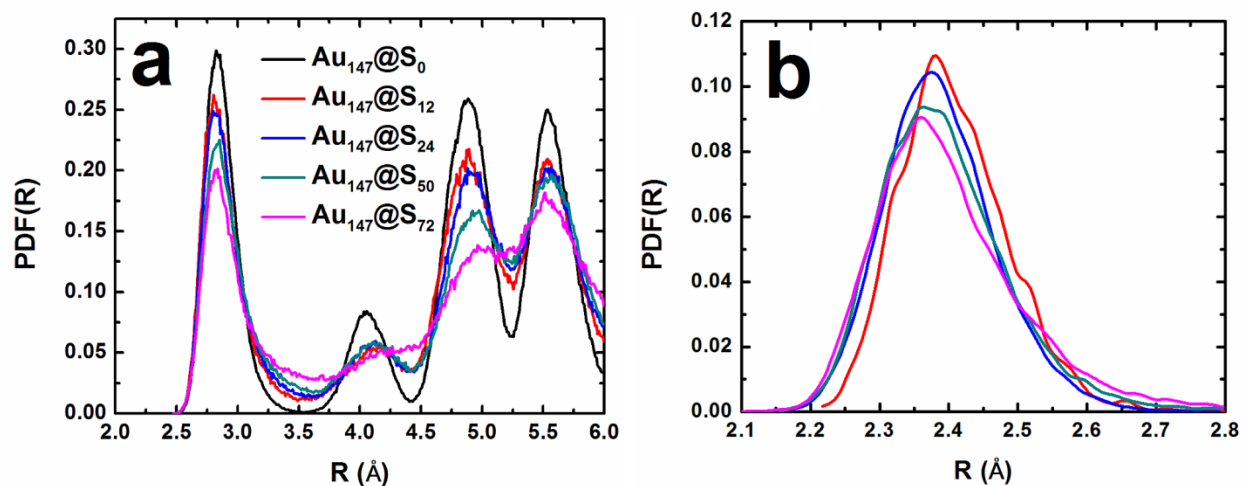 a
PDF(R)
0.30
0.25
0.20
0.15
0.10
0.05
0.00
Au₁₄₇@S₀
Au₁₄₇@S₁₂
Au₁₄₇@S₂₄
Au₁₄₇@S₅₀
Au₁₄₇@S₇₂
2.0 2.5 3.0 3.5 4.0 4.5 5.0 5.5 6.0
R (Å)
b
PDF(R)
0.12
0.10
0.08
0.06
0.04
0.02
0.00
2.1 2.2 2.3 2.4 2.5 2.6 2.7 2.8
R (Å)